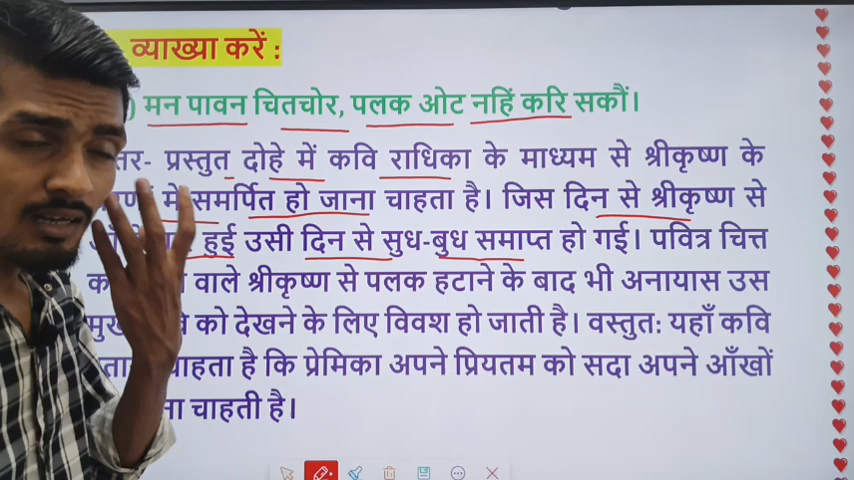 व्याख्या करें :
) मन पावन चितचोर, पलक ओट नहिं करि सकौं।
प्रस्तुत दोहे में कवि राधिका के माध्यम से श्रीकृष्ण के
में समर्पित हो जाना चाहता है। जिस दिन से श्रीकृष्ण से
हुई उसी दिन से सुध-बुध समाप्त हो गई। पवित्र चित्त
वाले श्रीकृष्ण से पलक हटाने के बाद भी अनायास उस
को देखने के लिए विवश हो जाती है। वस्तुत: यहाँ कवि
चाहता है कि प्रेमिका अपने प्रियतम को सदा अपने आँखों
चाहती है।